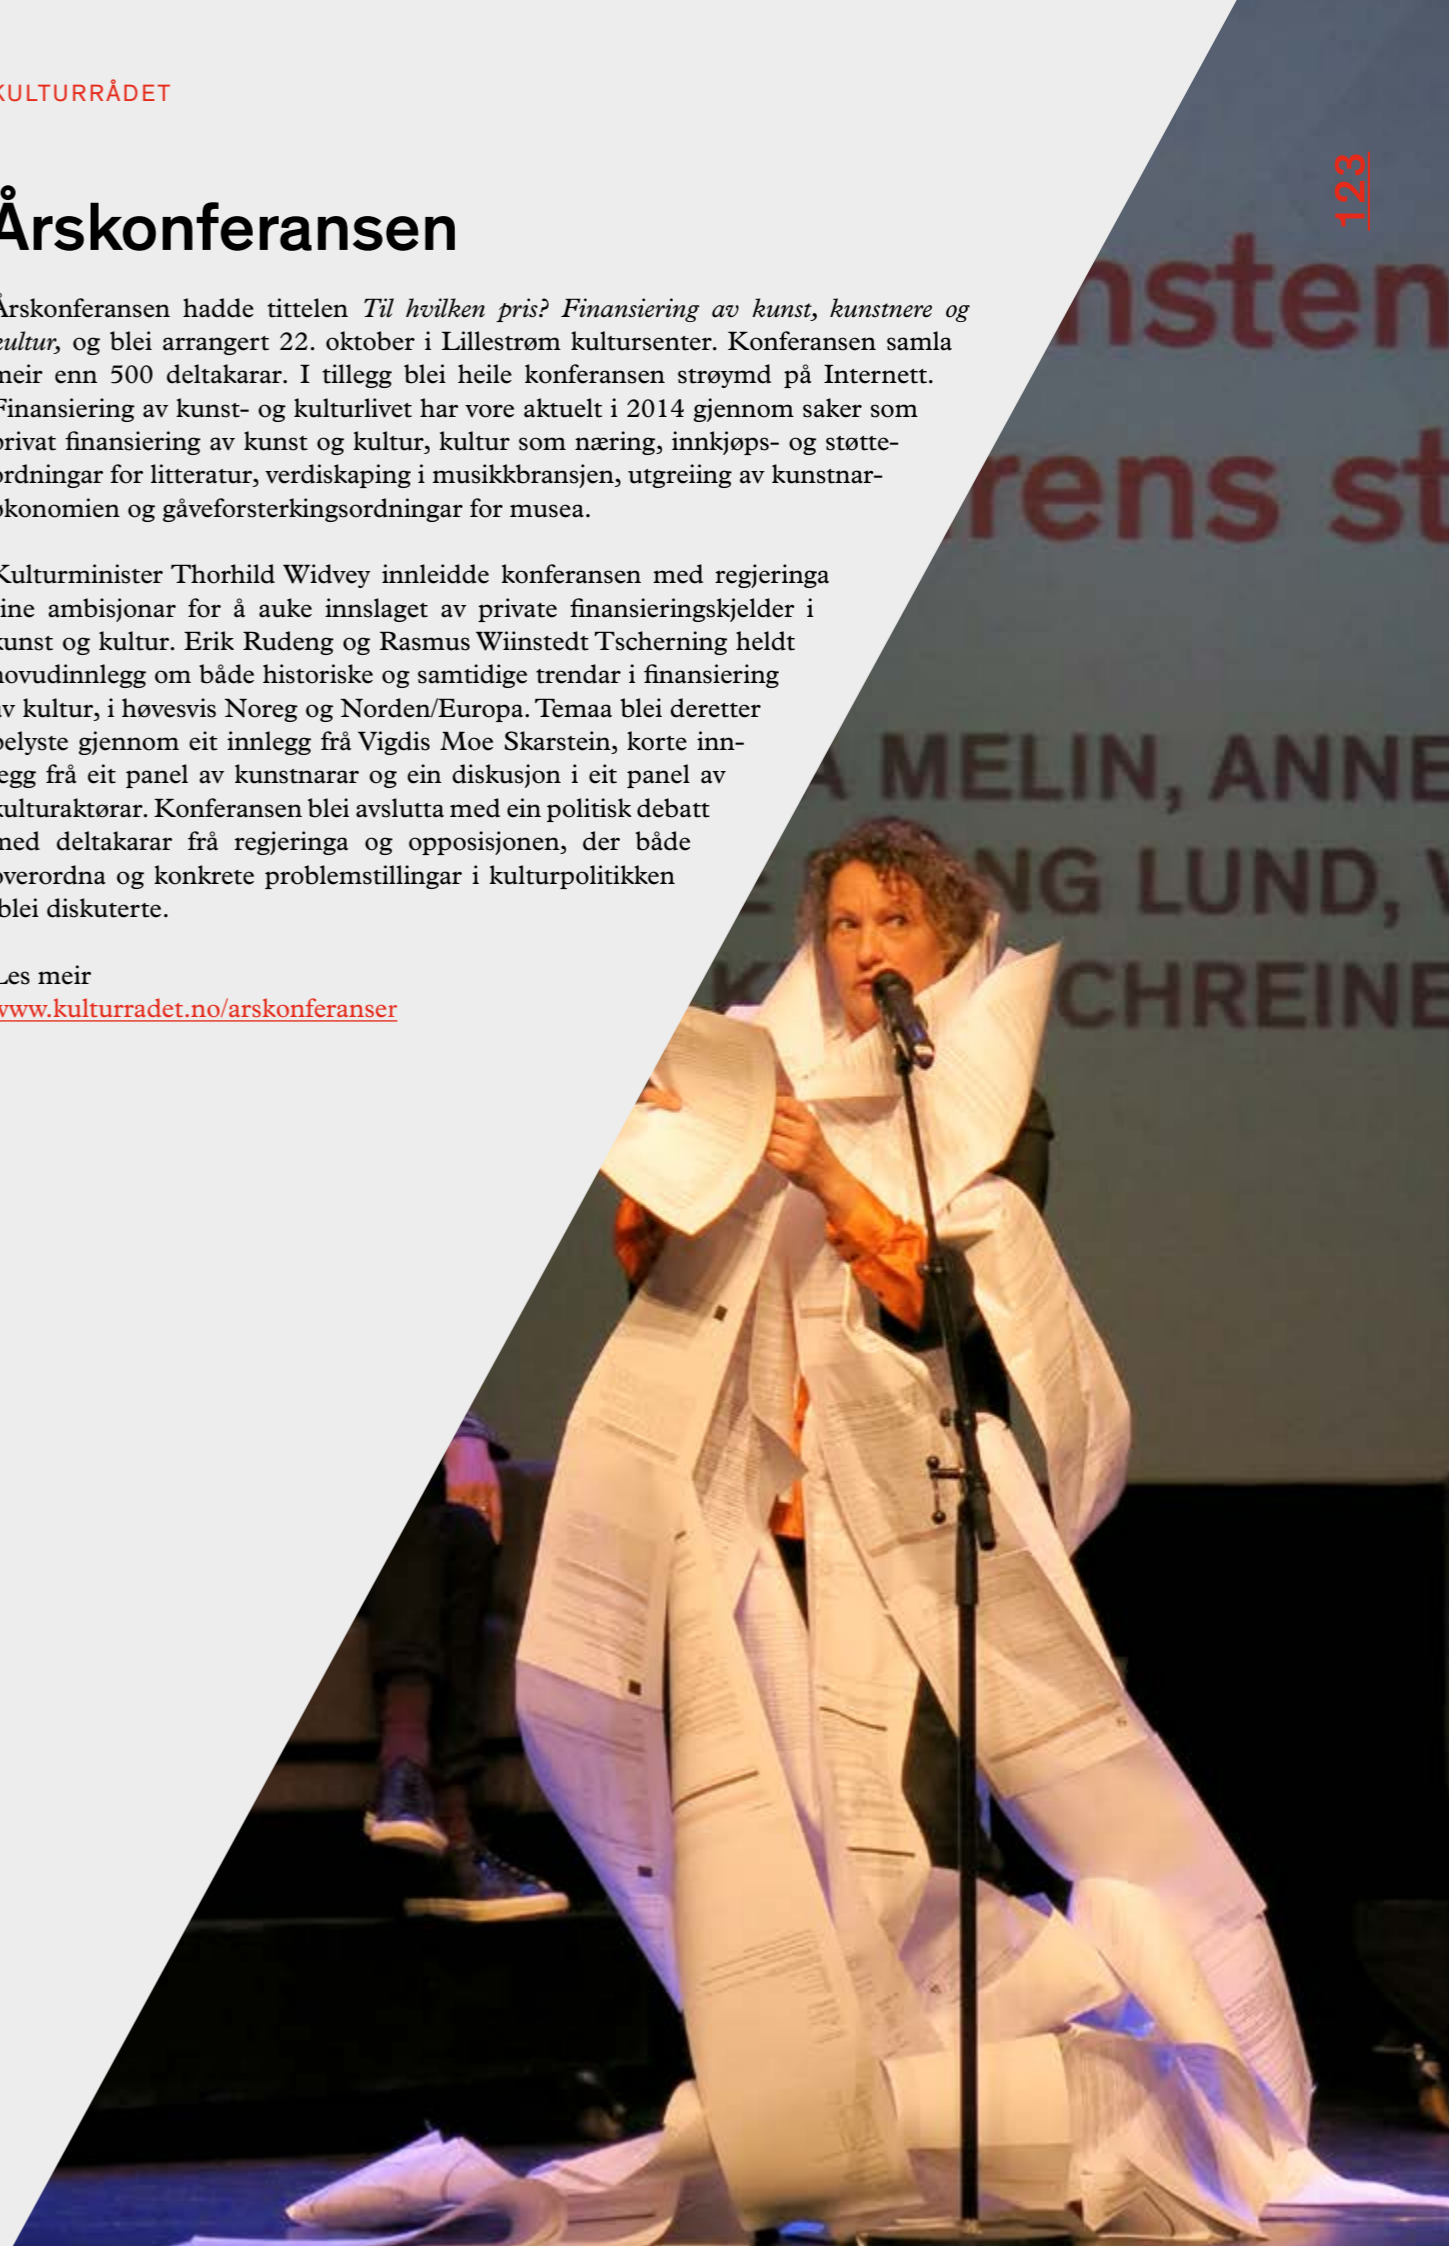 KULTURRÅDET
123
Årskonferansen
Årskonferansen hadde tittelen Til hvilken pris? Finansiering av kunst, kunstnere og
kultur, og blei arrangert 22. oktober i Lillestrøm kultursenter. Konferansen samla
meir enn 500 deltakarar. I tillegg blei heile konferansen strøymd på Internett.
Finansiering av kunst- og kulturlivet har vore aktuelt i 2014 gjennom saker som
privat finansiering av kunst og kultur, kultur som næring, innkjøps- og støtte-
ordningar for litteratur, verdiskaping i musikkbransjen, utgreiing av kunstnar-
økonomien og gåveforsterkingsordningar for musea.
Kulturminister Thorhild Widvey innleidde konferansen med regjeringa
sine ambisjonar for å auke innslaget av private finansieringskjelder i
kunst og kultur. Erik Rudeng og Rasmus Wiinstedt Tscherning heldt
hovudinnlegg om både historiske og samtidige trendar i finansiering
av kultur, i høvesvis Noreg og Norden/Europa. Temaa blei deretter
belyste gjennom eit innlegg frå Vigdis Moe Skarstein, korte inn-
legg frå eit panel av kunstnarar og ein diskusjon i eit panel av
kulturaktørar. Konferansen blei avslutta med ein politisk debatt
med deltakarar frå regjeringa og opposisjonen, der både
overordna og konkrete problemstillingar i kulturpolitikken
blei diskuterte.
Les meir
www.kulturradet.no/arskonferanser
nsten
rens st
A MELIN, ANNE
NG LUND, V
K CHREINE